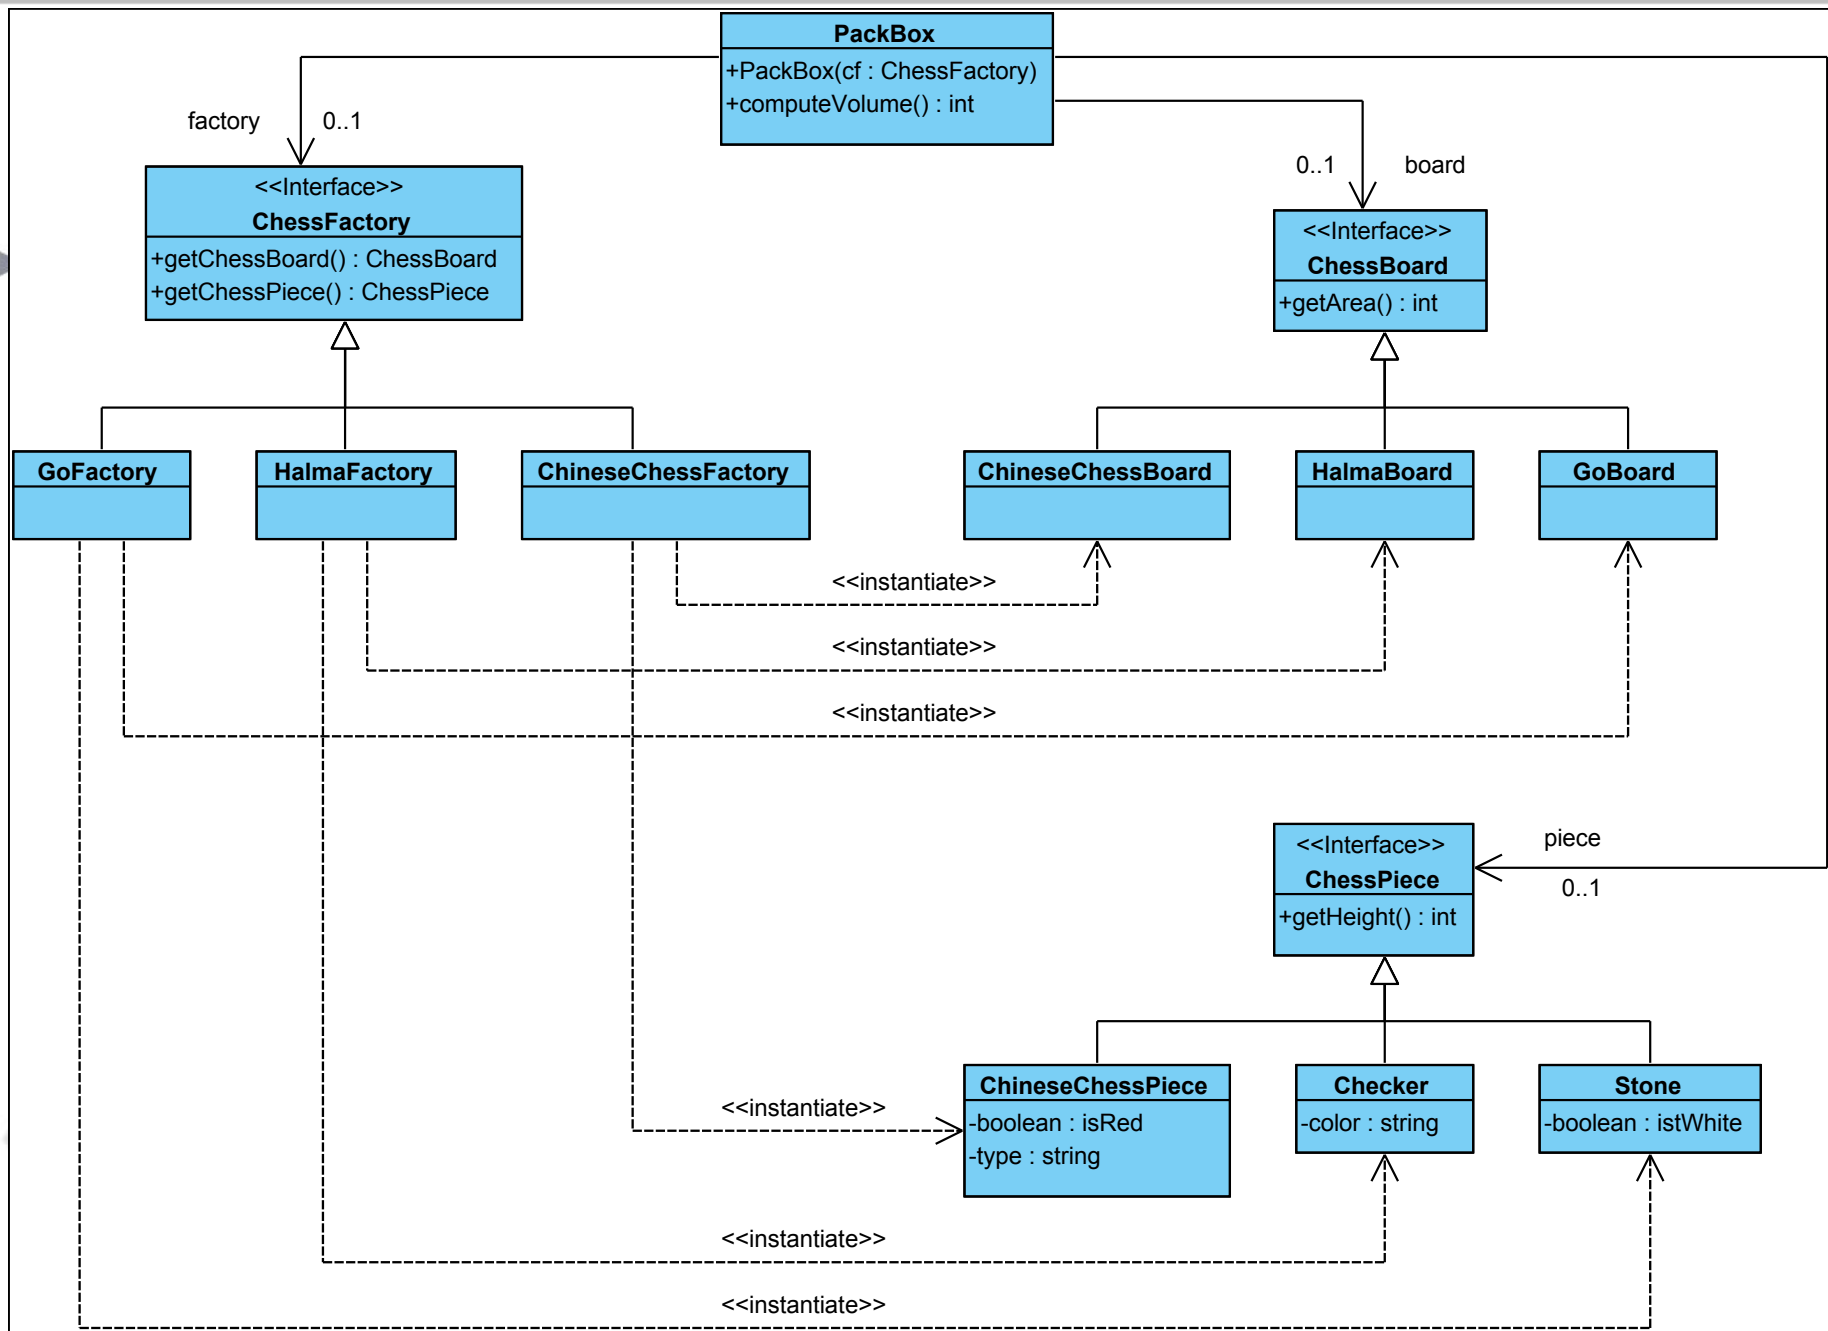 PackBox
+PackBox(cf : ChessFactory)
+computeVolume() : int
factory
0..1
0..1
board
<<Interface>>
ChessFactory
+getChessBoard() : ChessBoard
+getChessPiece() : ChessPiece
<<Interface>>
ChessBoard
+getArea() : int
GoFactory
HalmaFactory
ChineseChessFactory
ChineseChessBoard
HalmaBoard
GoBoard
<<instantiate>>
<<instantiate>>
<<instantiate>>
<<Interface>>
ChessPiece
+getHeight() : int
piece
0..1
ChineseChessPiece
-boolean : isRed
-type : string
Checker
-color : string
Stone
-boolean : istWhite
<<instantiate>>
<<instantiate>>
<<instantiate>>